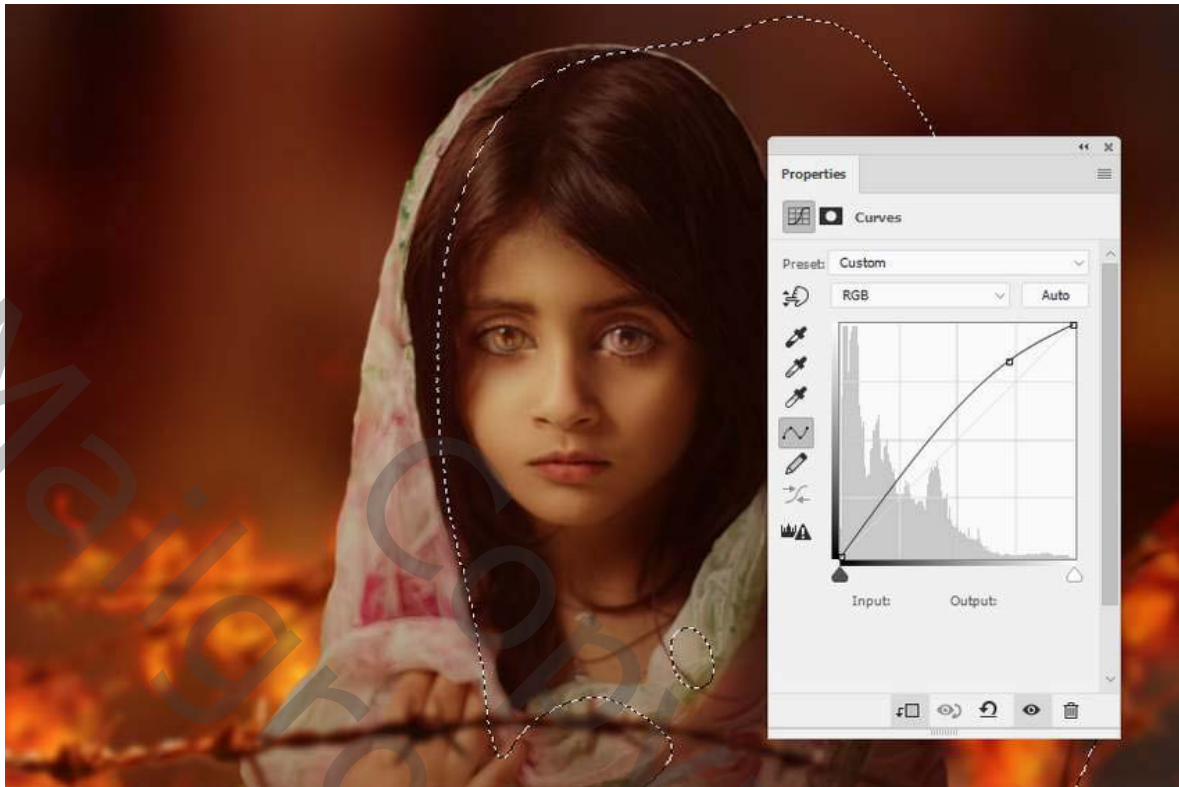 Properties
Curves
Preset: Custom
RGB Auto
Input: Output: